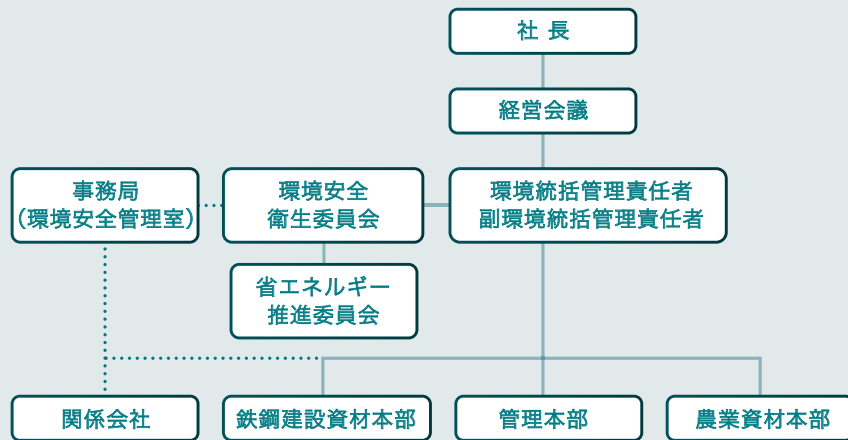 社 長
経営会議
事務局
（環境安全管理室）
環境安全
衛生委員会
環境統括管理責任者
副環境統括管理責任者
省エネルギー
推進委員会
関係会社
鉄鋼建設資材本部
管理本部
農業資材本部